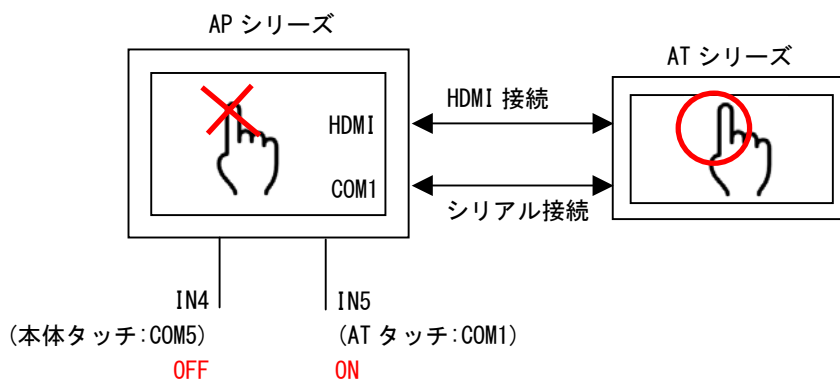 AP シリーズ
AT シリーズ
HDMI 接続
HDMI
COM1
シリアル接続
IN4
IN5
(本体タッチ:COM5)
(AT タッチ:COM1)
OFF
ON